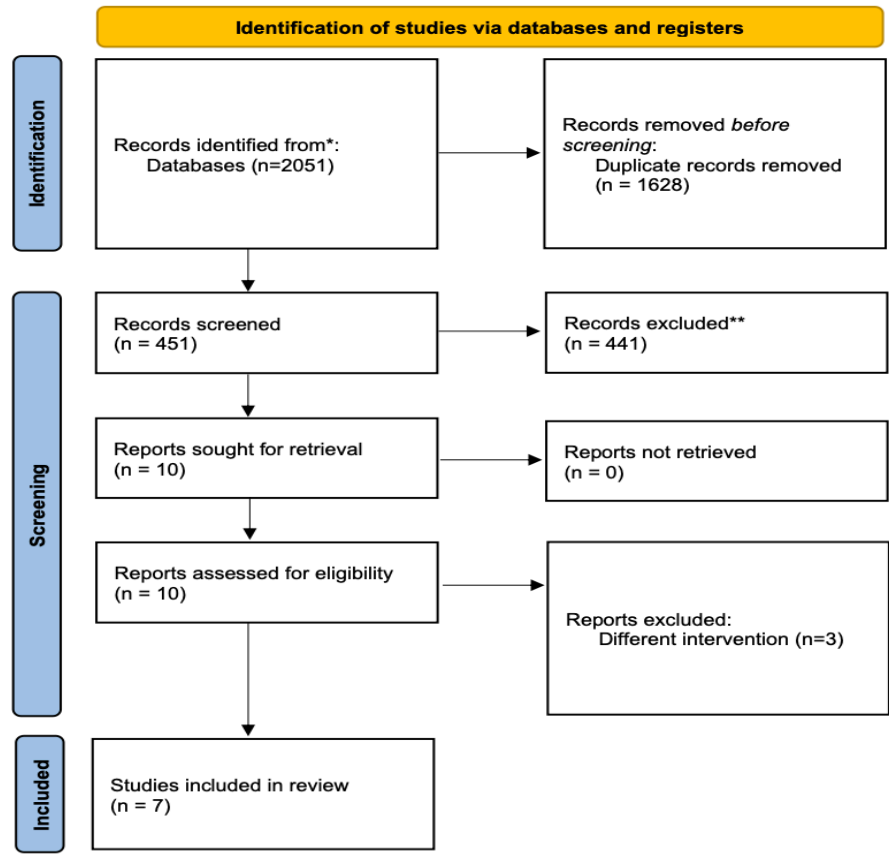 Identification of studies via databases and registers
Identification
Records identified from*:
Databases (n=2051)
Records removed before
screening:
Duplicate records removed
(n = 1628)
Screening
Records screened
(n = 451)
Records excluded**
(n = 441)
Reports sought for retrieval
(n = 10)
Reports not retrieved
(n = 0)
Reports assessed for eligibility
(n = 10)
Reports excluded:
Different intervention (n=3)
Included
Studies included in review
(n = 7)